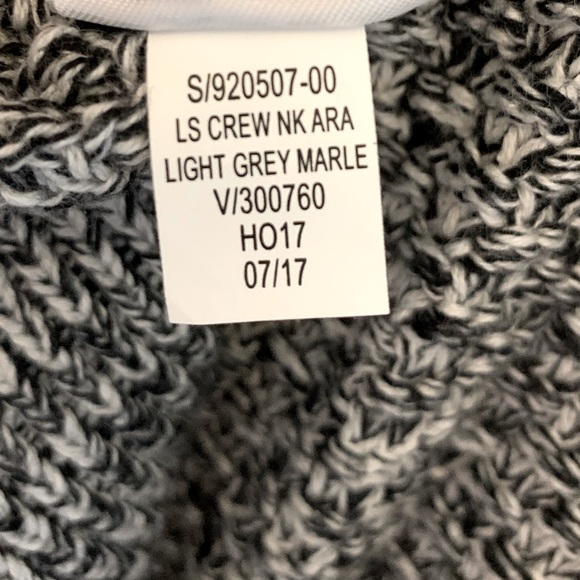 S/920507-00
LS CREW NK ARA
LIGHT GREY MARLE
V/300760
HO17
07/17